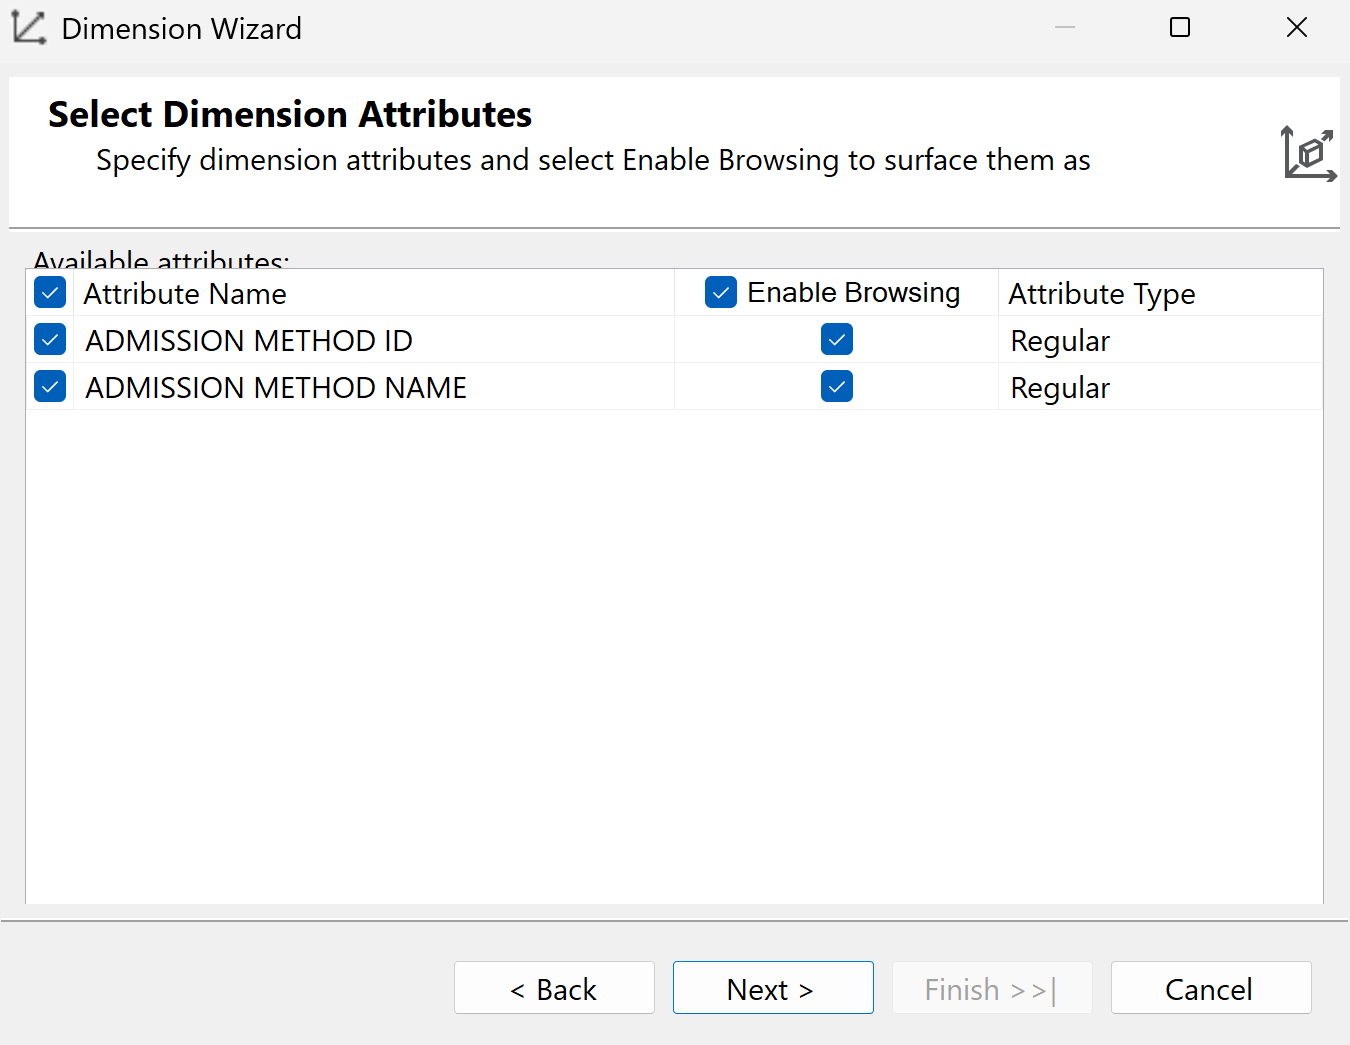 Dimension Wizard
Select Dimension Attributes
Specify dimension attributes and select Enable Browsing to surface them as
Available attributes:
Attribute Name Enable Browsing Attribute Type
ADMISSION METHOD ID Regular
ADMISSION METHOD NAME Regular
< Back Next > Finish >>| Cancel